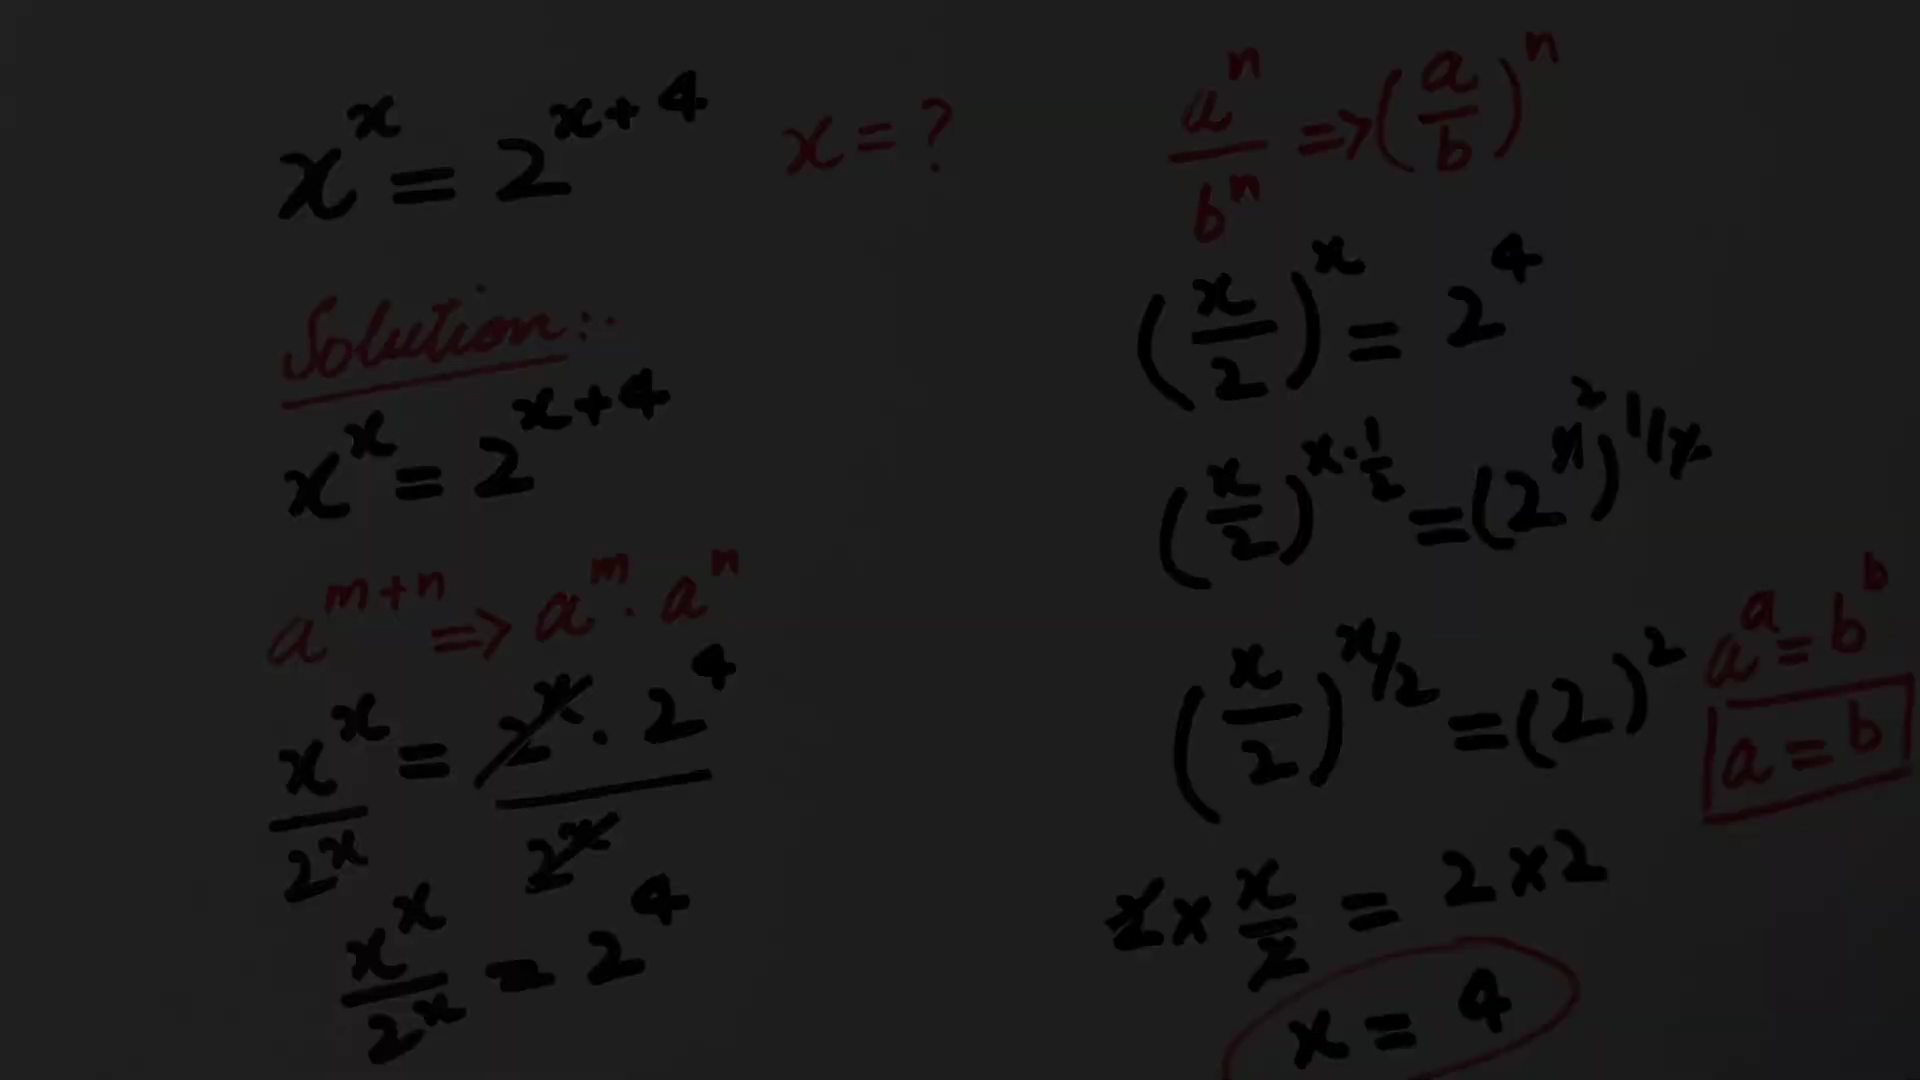 x^x = 2^(x+4) x = ?
Solution:.
x^x = 2^(x+4)
a^(m+n) => a^m . a^n
x^x/2^x = 2^x . 2^4/2^x
x^x/2^x = 2^4
a^n/b^n => (a/b)^n
(x/2)^x = 2^4
(x/2)^(x·1/2) = (2^4^2)^(1/2)
(x/2)^(x/2) = (2)^2
a^a = b^b
a = b
2 x x/2 = 2 x 2
x = 4